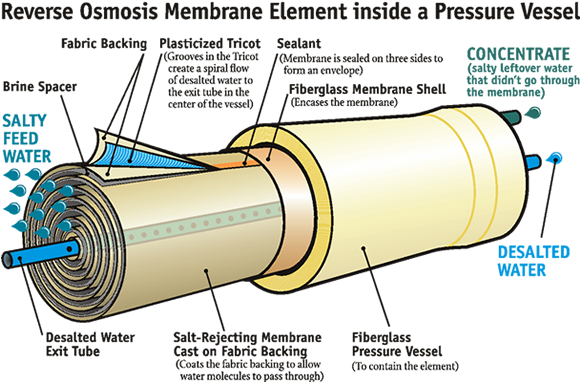 Reverse Osmosis Membrane Element inside a Pressure Vessel
Fabric Backing
Plasticized Tricot
(Grooves in the Tricot
create a spiral flow
of desalted water to
the exit tube in the
center of the vessel)
Sealant
(Membrane is sealed on three sides to
form an envelope)
Fiberglass Membrane Shell
(Encases the membrane)
CONCENTRATE
(salty leftover water
that didn't go through
the membrane)
Brine Spacer
SALTY
FEED
WATER
DESALTED
WATER
Desalted Water
Exit Tube
Salt-Rejecting Membrane
Cast on Fabric Backing
(Coats the fabric backing to allow
water molecules to pass through)
Fiberglass
Pressure Vessel
(To contain the element)